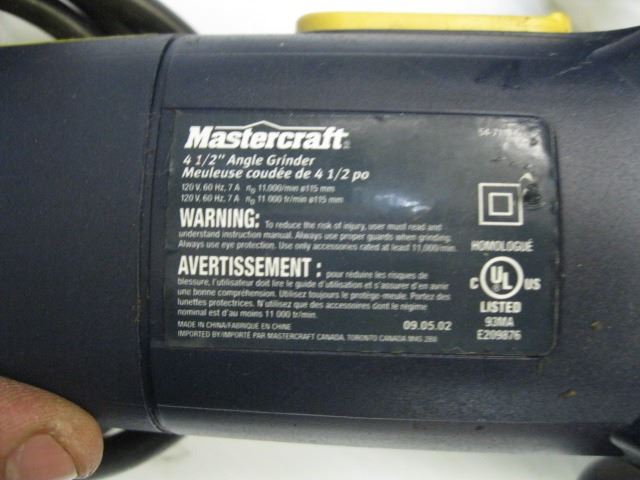 Mastercraft
4 1/2" Angle Grinder
Meuleuse coudée de 4 1/2 po
120 V, 60 Hz, 7 A n₀ 11,000/min ø115 mm
120 V, 60 Hz, 7 A n₀ 11 000 tr/min ø115 mm
WARNING: To reduce the risk of injury, user must read and
understand instruction manual. Always use proper guards when grinding.
Always use eye protection. Use only accessories rated at least 11,000/min.
AVERTISSEMENT : pour réduire les risques de
blessure, l'utilisateur doit lire le guide d'utilisation et s'assurer d'en avoir
une bonne compréhension. Utilisez toujours le protège-meule. Portez des
lunettes protectrices. N'utilisez que des accessoires dont le régime
nominal est d'au moins 11 000 tr/min.
MADE IN CHINA/FABRIQUÉ EN CHINE
09.05.02
IMPORTED BY/IMPORTÉ PAR MASTERCRAFT CANADA, TORONTO CANADA M4S 2B8
HOMOLOGUÉ
C UL US
LISTED
93MA
E209876